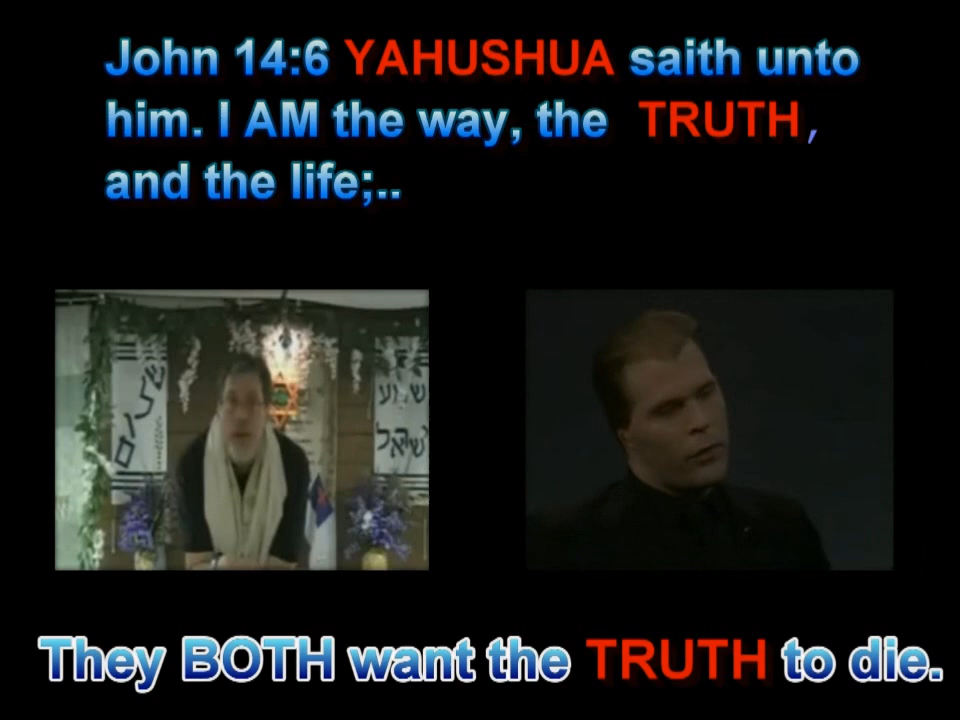 John 14:6 YAHUSHUA saith unto
him. I AM the way, the TRUTH,
and the life;..
שלום
They BOTH want the TRUTH to die.